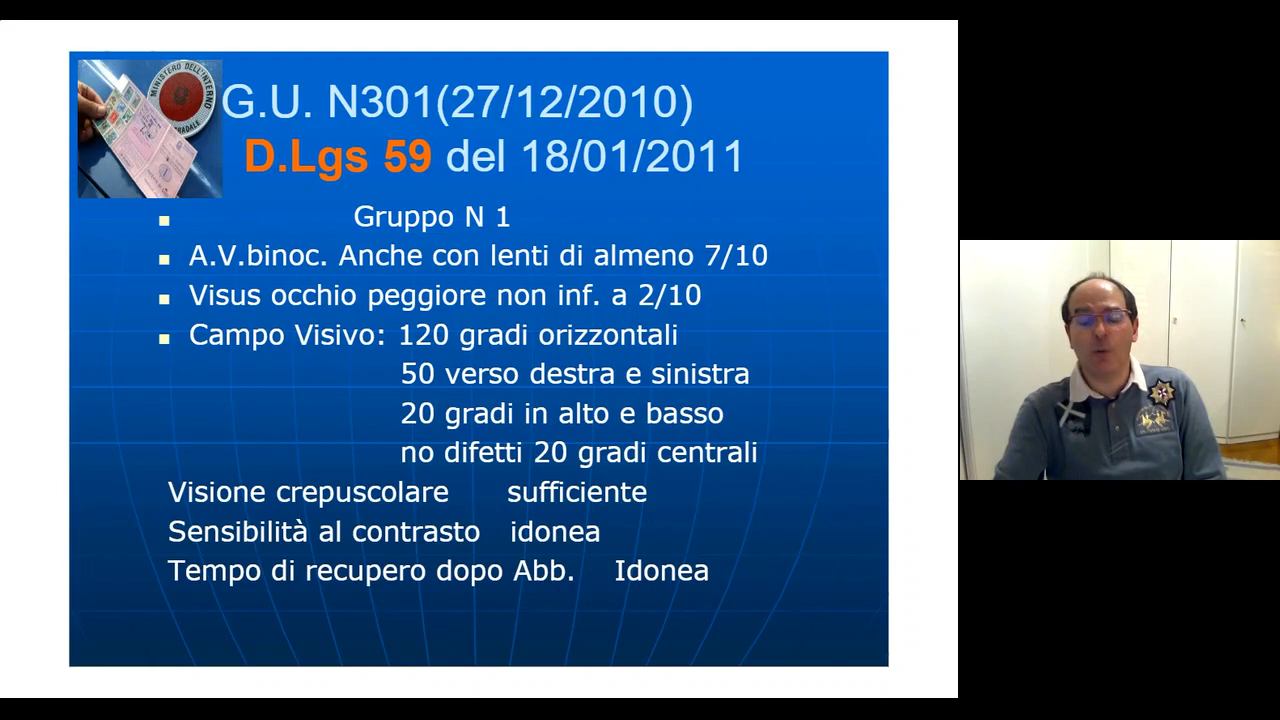 MINISTERO DELL'INTERNO
G.U. N301(27/12/2010)
D.Lgs 59 del 18/01/2011
Gruppo N 1
A.V.binoc. Anche con lenti di almeno 7/10
Visus occhio peggiore non inf. a 2/10
Campo Visivo: 120 gradi orizzontali
50 verso destra e sinistra
20 gradi in alto e basso
no difetti 20 gradi centrali
Visione crepuscolare sufficiente
Sensibilità al contrasto idonea
Tempo di recupero dopo Abb. Idonea